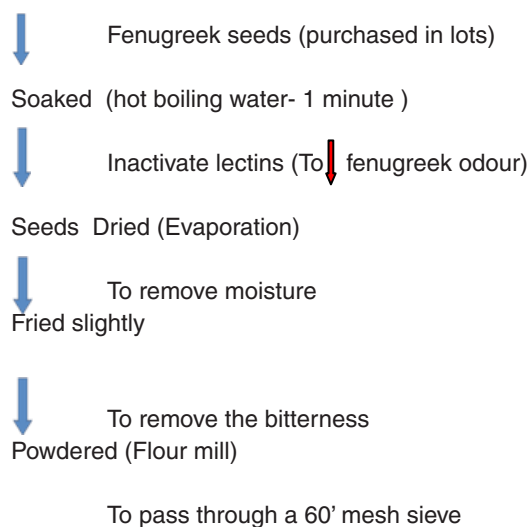 Fenugreek seeds (purchased in lots)
Soaked (hot boiling water- 1 minute )
Inactivate lectins (To fenugreek odour)
Seeds Dried (Evaporation)
To remove moisture
Fried slightly
To remove the bitterness
Powdered (Flour mill)
To pass through a 60' mesh sieve